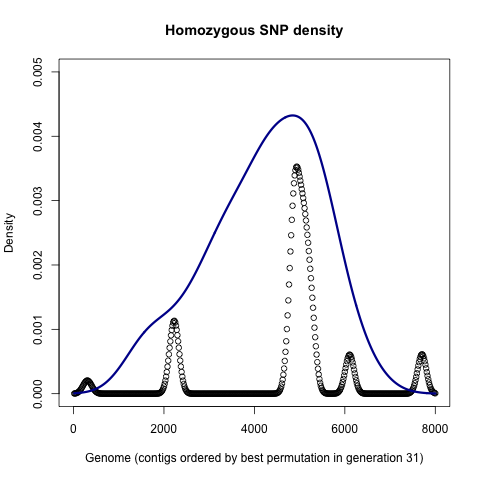 Homozygous SNP density
0.005
0.004
0.003
0.002
0.001
0.000
Density
0 2000 4000 6000 8000
Genome (contigs ordered by best permutation in generation 31)